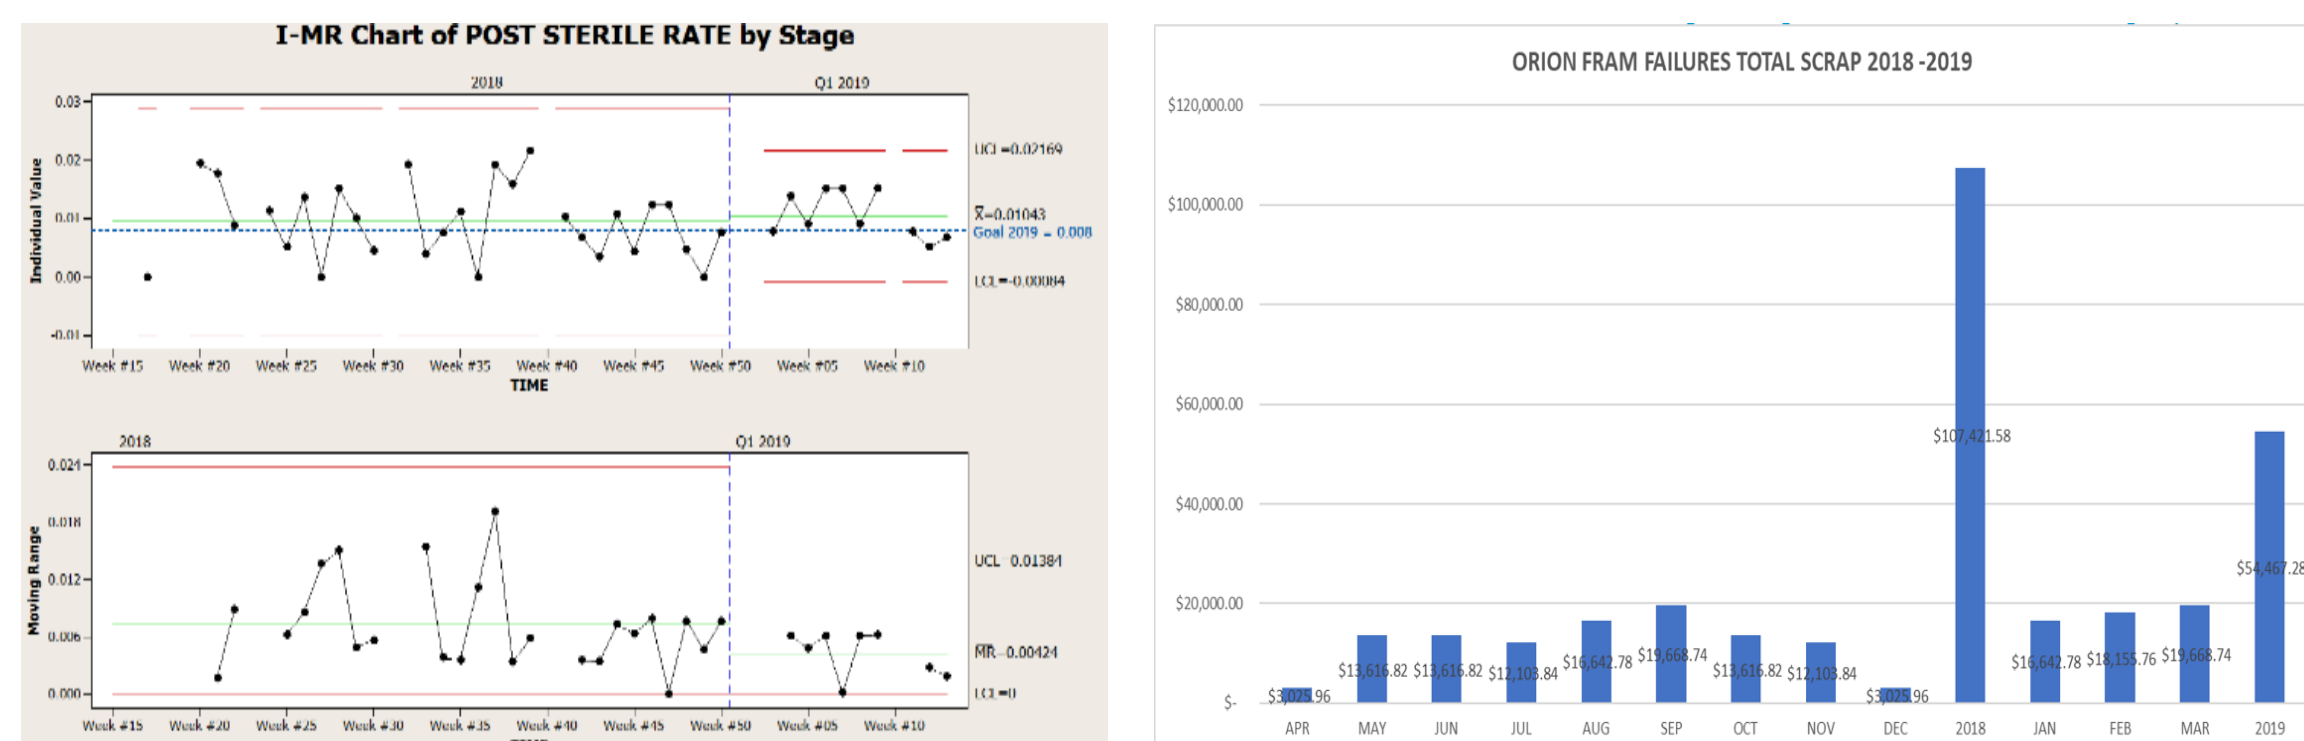 I-MR Chart of POST STERILE RATE by Stage
2018 Q1 2019
0.03
0.02
0.01
0.00
-0.01
Individual Value
UCL=0.02169
X=0.01043
Goal 2019 = 0.008
LCL=-0.00084
Week #15 Week #20 Week #25 Week #30 Week #35 Week #40 Week #45 Week #50 Week #05 Week #10
TIME
2018 Q1 2019
0.024
0.018
0.012
0.006
0.000
Moving Range
UCL=0.01384
MR=0.00424
LCL=0
Week #15 Week #20 Week #25 Week #30 Week #35 Week #40 Week #45 Week #50 Week #05 Week #10
ORION FRAM FAILURES TOTAL SCRAP 2018 -2019
$120,000.00
$100,000.00
$80,000.00
$60,000.00
$40,000.00
$20,000.00
$-
$3,025.96 $13,616.82 $13,616.82 $12,103.84 $16,642.78 $19,668.74 $13,616.82 $12,103.84 $3,025.96 $107,421.58 $16,642.78 $18,155.76 $19,668.74 $54,467.28
APR MAY JUN JUL AUG SEP OCT NOV DEC 2018 JAN FEB MAR 2019